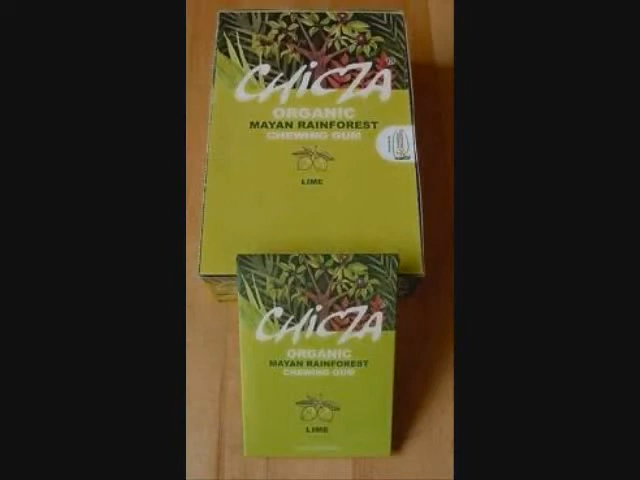 CHicZA®
ORGANIC
MAYAN RAINFOREST
CHEWING GUM
LIME
CHicZA
ORGANIC
MAYAN RAINFOREST
CHEWING GUM
LIME